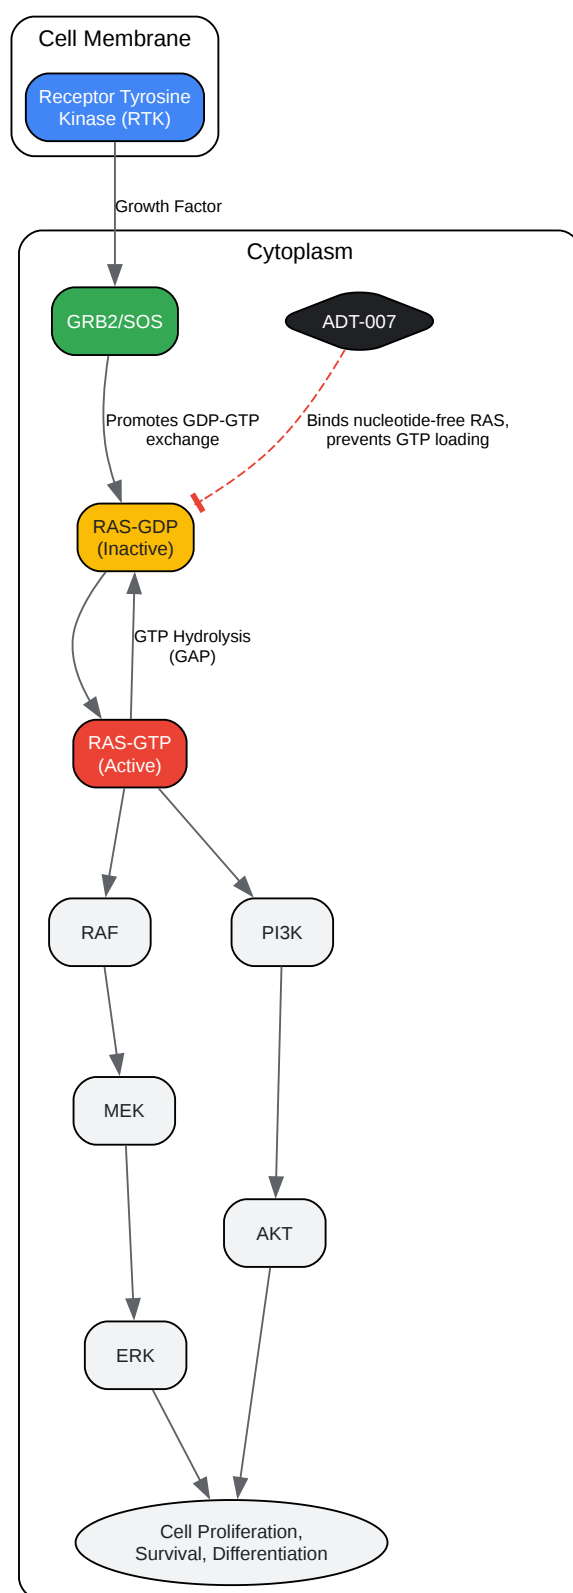 Cell Membrane
Receptor Tyrosine
Kinase (RTK)
Growth Factor
Cytoplasm
GRB2/SOS
ADT-007
Promotes GDP-GTP
exchange
Binds nucleotide-free RAS,
prevents GTP loading
RAS-GDP
(Inactive)
GTP Hydrolysis
(GAP)
RAS-GTP
(Active)
RAF
PI3K
MEK
AKT
ERK
Cell Proliferation,
Survival, Differentiation